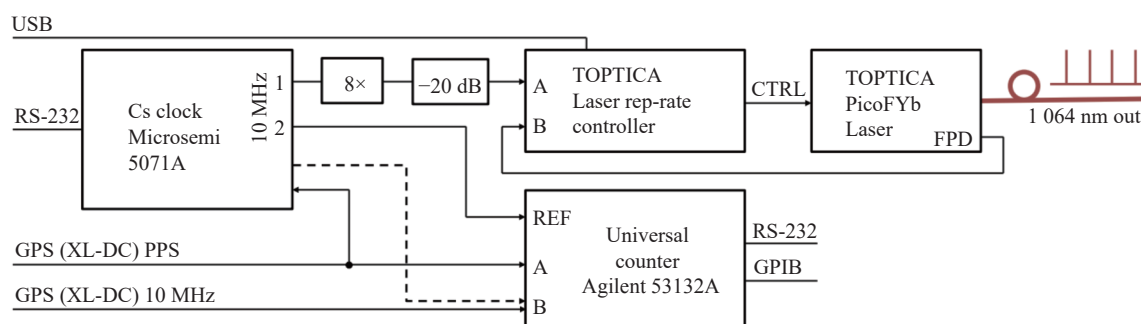 USB
RS-232
Cs clock
Microsemi
5071A
10 MHz
1
2
8×
−20 dB
A
B
TOPTICA
Laser rep-rate
controller
CTRL
TOPTICA
PicoFYb
Laser
FPD
1 064 nm out
GPS (XL-DC) PPS
GPS (XL-DC) 10 MHz
REF
A
B
Universal
counter
Agilent 53132A
RS-232
GPIB